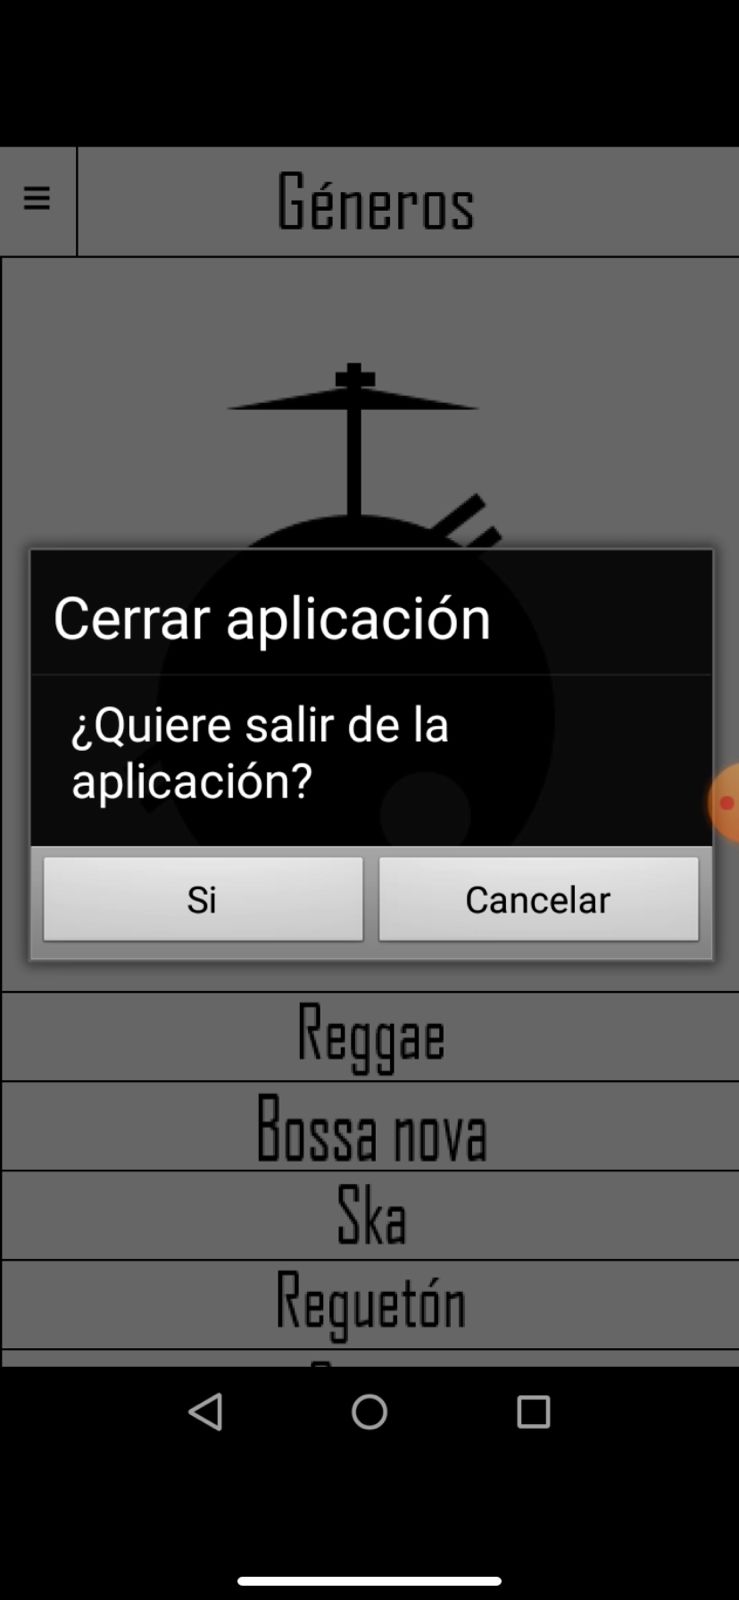 Géneros
Cerrar aplicación
¿Quiere salir de la
aplicación?
Si
Cancelar
Reggae
Bossa nova
Ska
Reguetón